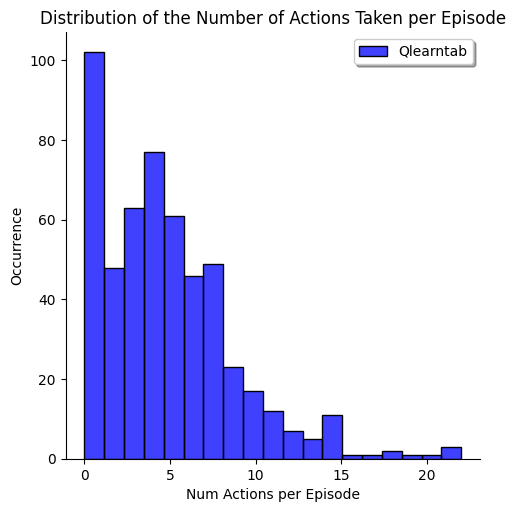 Distribution of the Number of Actions Taken per Episode
Qlearntab
100
80
60
40
20
0
Occurrence
0 5 10 15 20
Num Actions per Episode